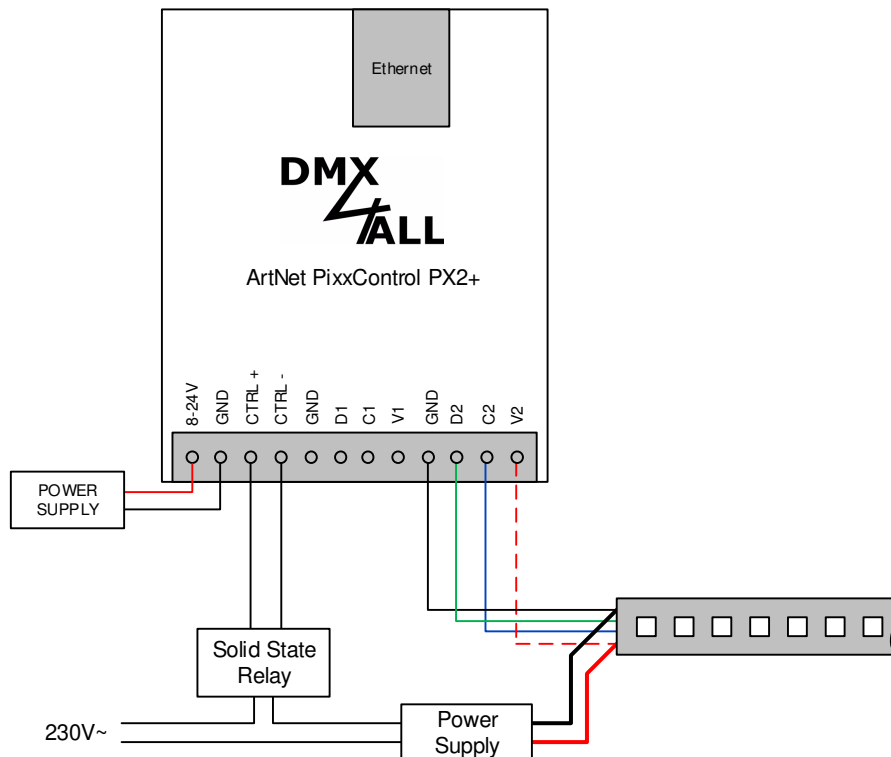 Ethernet
DMX
4ALL
ArtNet PixxControl PX2+
8-24V
GND
CTRL +
CTRL -
GND
D1
C1
V1
GND
D2
C2
V2
POWER
SUPPLY
Solid State
Relay
230V~
Power
Supply